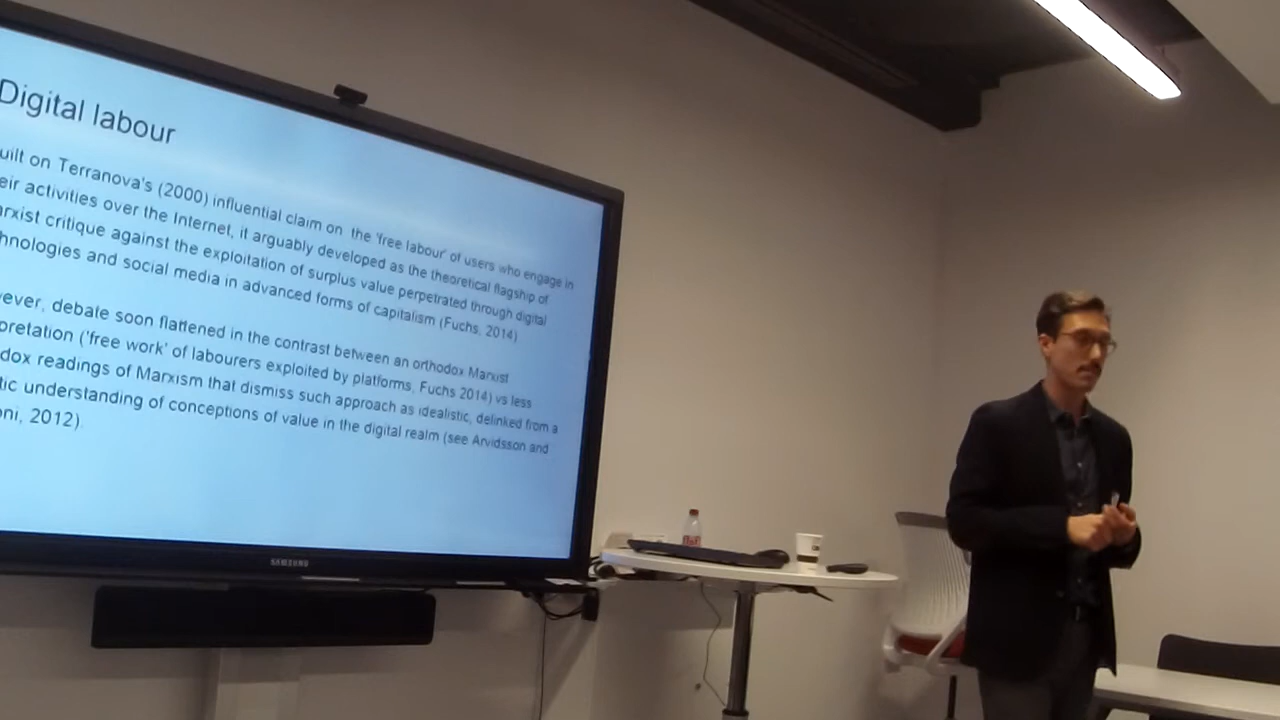 Digital labour
uilt on Terranova's (2000) influential claim on the 'free labour' of users who engage in
eir activities over the Internet, it arguably developed as the theoretical flagship of
arxist critique against the exploitation of surplus value perpetrated through digital
hnologies and social media in advanced forms of capitalism (Fuchs, 2014)
ever, debate soon flattened in the contrast between an orthodox Marxist
pretation ('free work' of labourers exploited by platforms, Fuchs 2014) vs less
dox readings of Marxism that dismiss such approach as idealistic, delinked from a
tic understanding of conceptions of value in the digital realm (see Arvidsson and
oni, 2012).
SAMSUNG